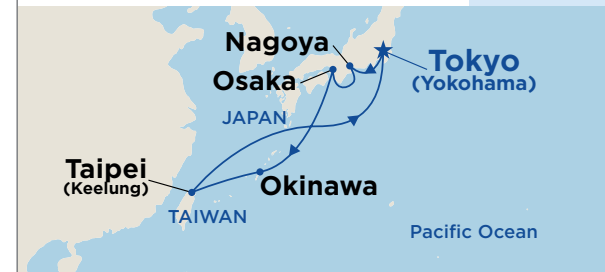 Nagoya
Tokyo
(Yokohama)
Osaka
JAPAN
Taipei
(Keelung)
Okinawa
TAIWAN
Pacific Ocean